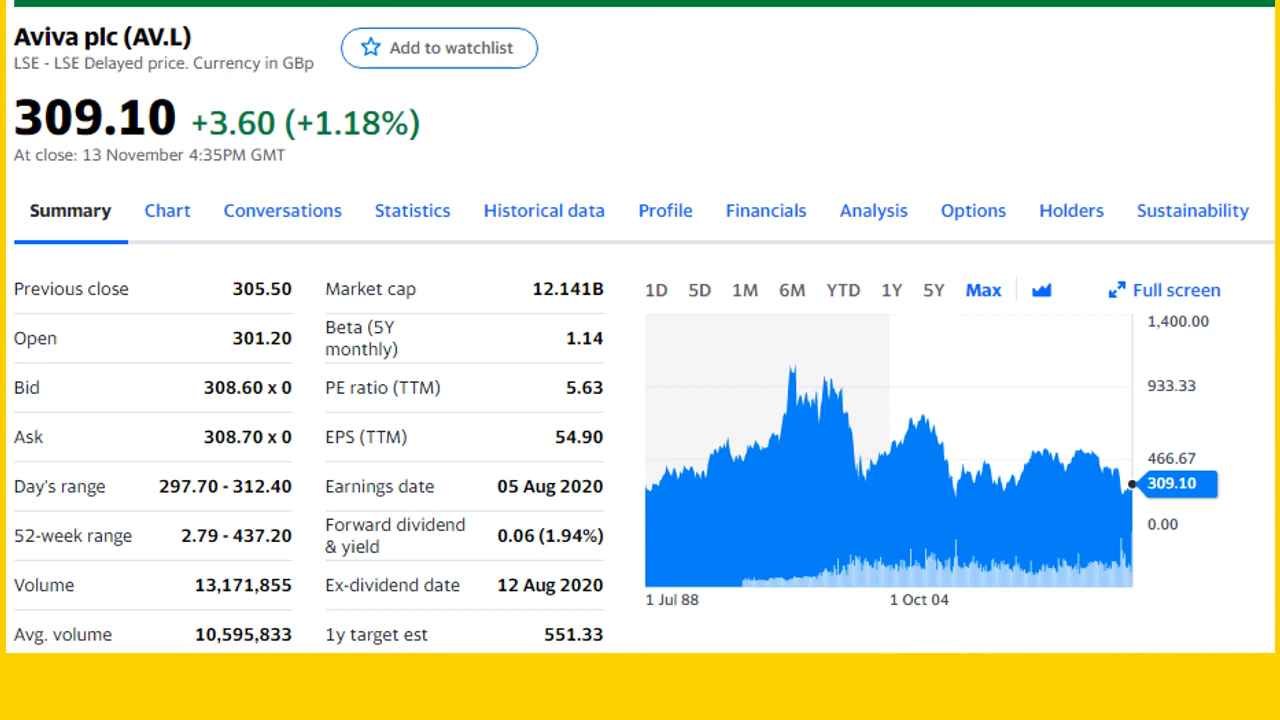 Aviva plc (AV.L)
Add to watchlist
LSE - LSE Delayed price. Currency in GBp
309.10 +3.60 (+1.18%)
At close: 13 November 4:35PM GMT
Summary Chart Conversations Statistics Historical data Profile Financials Analysis Options Holders Sustainability
Previous close 305.50
Open 301.20
Bid 308.60 x 0
Ask 308.70 x 0
Day's range 297.70 - 312.40
52-week range 2.79 - 437.20
Volume 13,171,855
Avg. volume 10,595,833
Market cap 12.141B
Beta (5Y
monthly) 1.14
PE ratio (TTM) 5.63
EPS (TTM) 54.90
Earnings date 05 Aug 2020
Forward dividend
& yield 0.06 (1.94%)
Ex-dividend date 12 Aug 2020
1y target est 551.33
1D 5D 1M 6M YTD 1Y 5Y Max Full screen
1,400.00
933.33
466.67
309.10
0.00
1 Jul 88 1 Oct 04